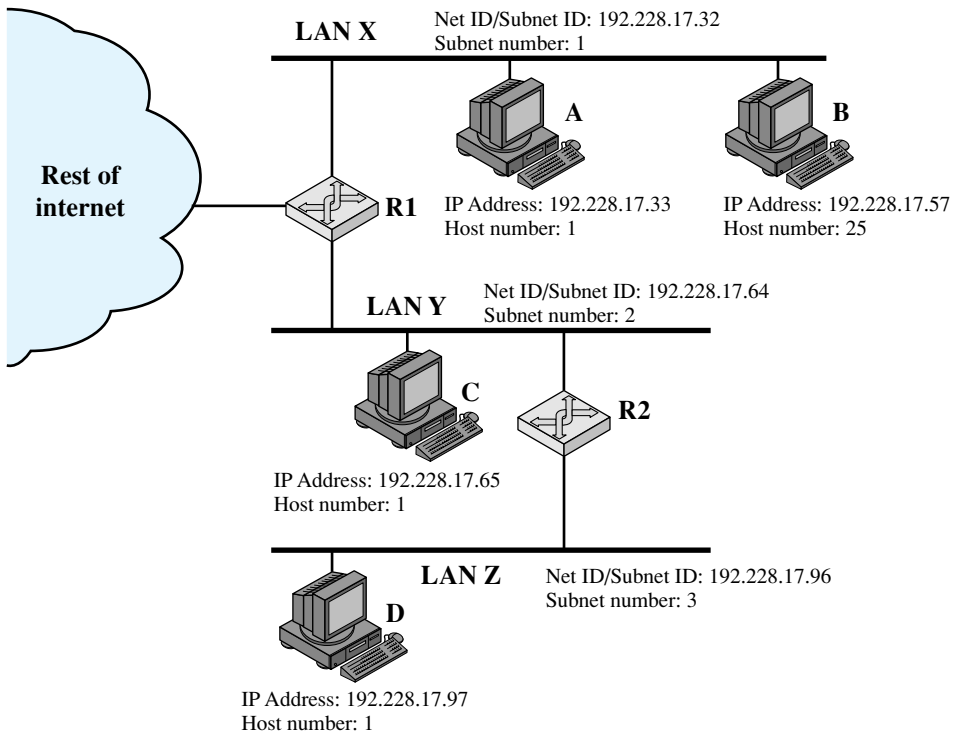 LAN X
Net ID/Subnet ID: 192.228.17.32
Subnet number: 1
A
B
Rest of
internet
R1
IP Address: 192.228.17.33
Host number: 1
IP Address: 192.228.17.57
Host number: 25
LAN Y
Net ID/Subnet ID: 192.228.17.64
Subnet number: 2
C
R2
IP Address: 192.228.17.65
Host number: 1
LAN Z
Net ID/Subnet ID: 192.228.17.96
Subnet number: 3
D
IP Address: 192.228.17.97
Host number: 1